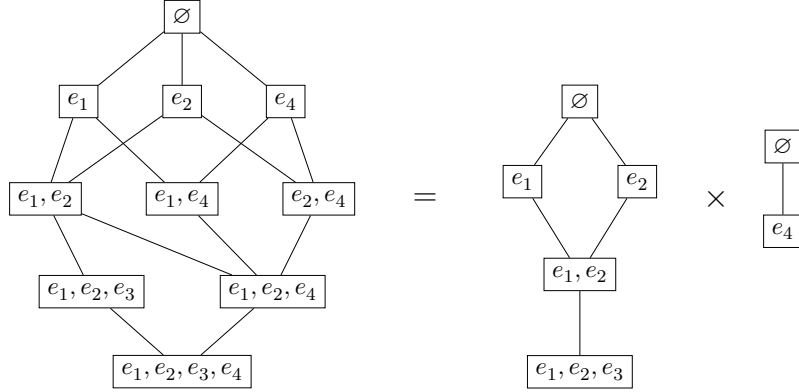 ∅
e₁ e₂ e₄
∅
∅
e₁, e₂ e₁, e₄ e₂, e₄ = e₁ e₂ × e₄
e₁, e₂, e₃ e₁, e₂, e₄ e₁, e₂
e₁, e₂, e₃, e₄ e₁, e₂, e₃